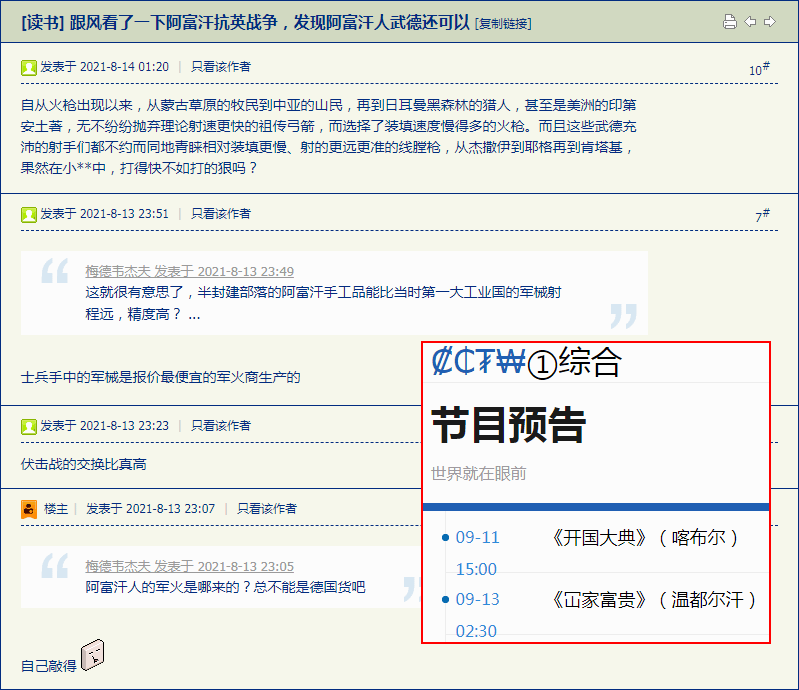 [读书] 跟风看了一下阿富汗抗英战争，发现阿富汗人武德还可以 [复制链接]
发表于 2021-8-14 01:20 | 只看该作者
10#
自从火枪出现以来，从蒙古草原的牧民到中亚的山民，再到日耳曼黑森林的猎人，甚至是美洲的印第
安土著，无不纷纷抛弃理论射速更快的祖传弓箭，而选择了装填速度慢得多的火枪。而且这些武德充
沛的射手们都不约而同地青睐相对装填更慢、射的更远更准的线膛枪，从杰撒伊到耶格再到肯塔基，
果然在小**中，打得快不如打的狠吗？
发表于 2021-8-13 23:51 | 只看该作者
7#
梅德韦杰夫 发表于 2021-8-13 23:49
这就很有意思了，半封建部落的阿富汗手工品能比当时第一大工业国的军械射
程远，精度高？ ...
士兵手中的军械是报价最便宜的军火商生产的
发表于 2021-8-13 23:23 | 只看该作者
伏击战的交换比真高
楼主 | 发表于 2021-8-13 23:07 | 只看该作者
梅德韦杰夫 发表于 2021-8-13 23:05
阿富汗人的军火是哪来的？总不能是德国货吧
自己敲得
₡₵₮₩①综合
节目预告
世界就在眼前
09-11 《开国大典》（喀布尔）
15:00
09-13 《冚家富贵》（温都尔汗）
02:30